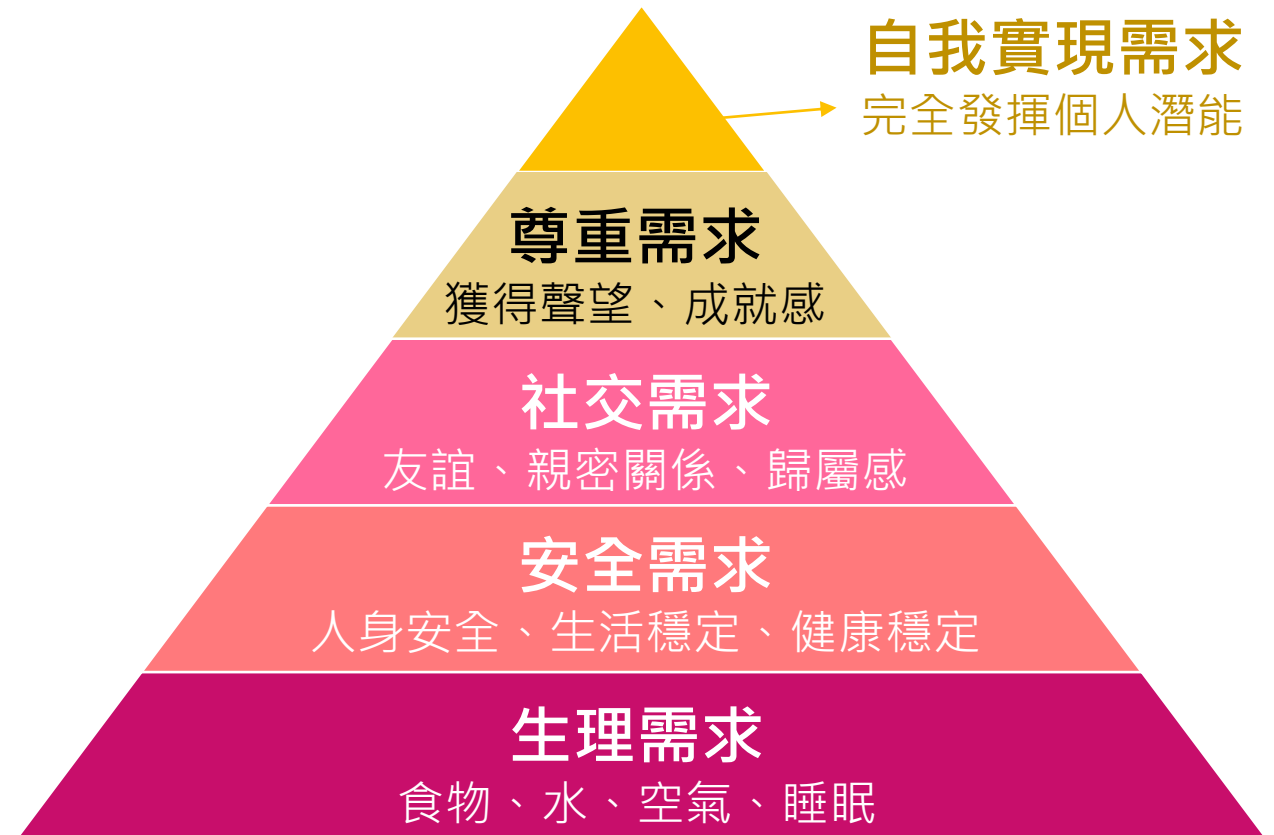 自我實現需求
完全發揮個人潛能
尊重需求
獲得聲望、成就感
社交需求
友誼、親密關係、歸屬感
安全需求
人身安全、生活穩定、健康穩定
生理需求
食物、水、空氣、睡眠